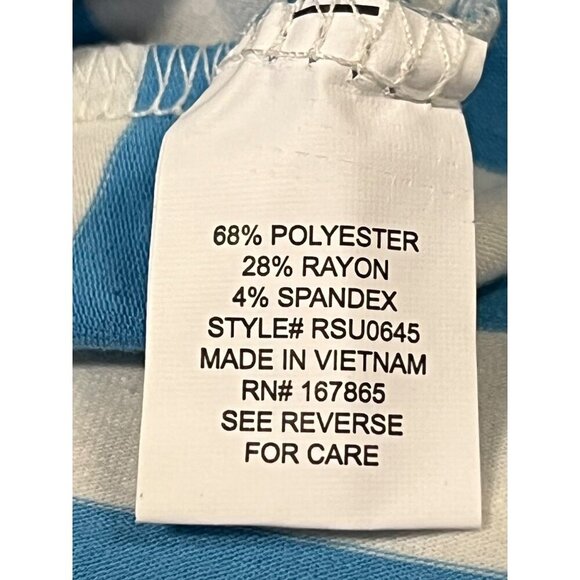 68% POLYESTER
28% RAYON
4% SPANDEX
STYLE# RSU0645
MADE IN VIETNAM
RN# 167865
SEE REVERSE
FOR CARE